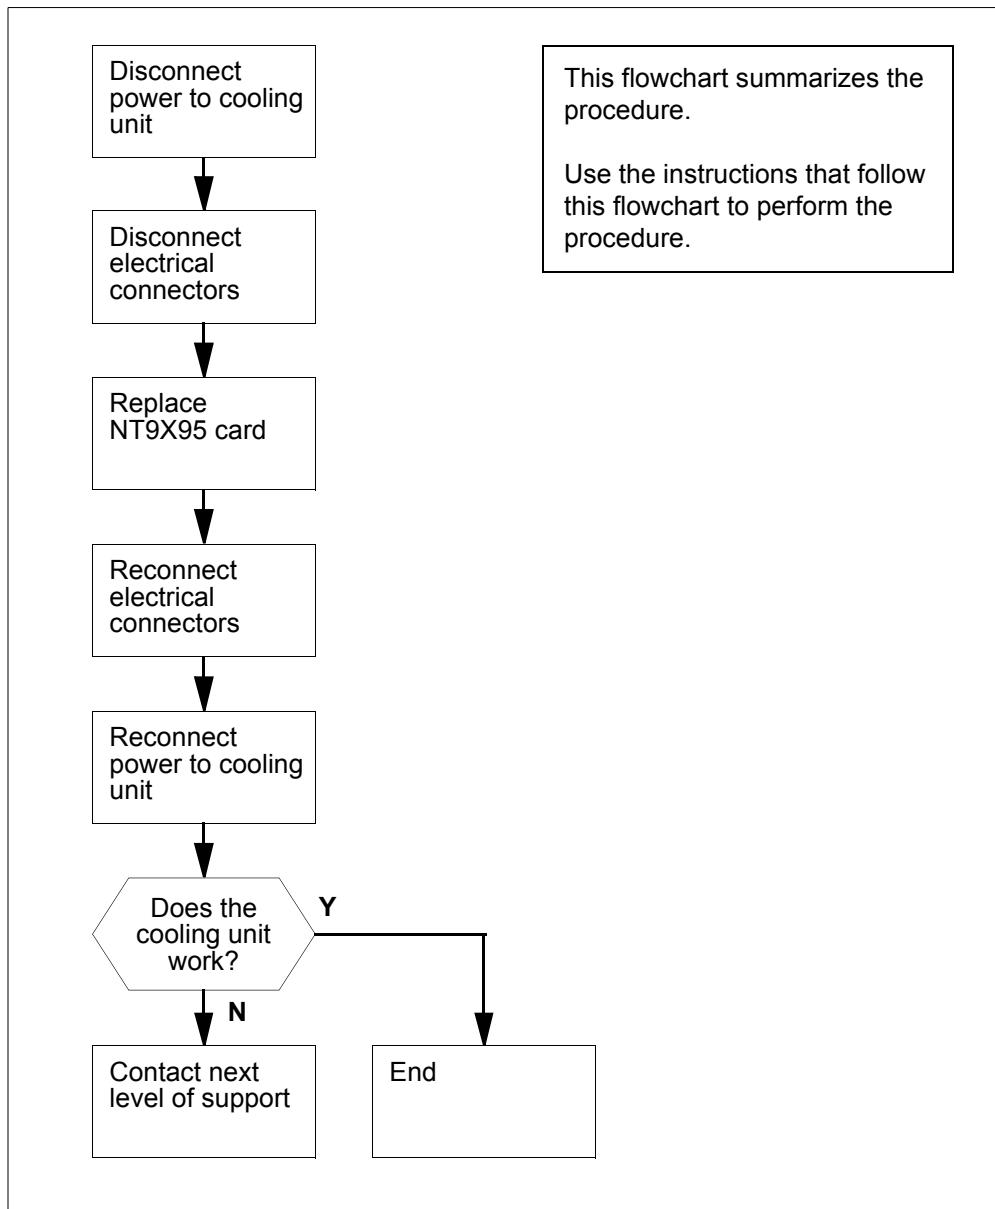 Disconnect
power to cooling
unit
This flowchart summarizes the
procedure.
Use the instructions that follow
this flowchart to perform the
procedure.
Disconnect
electrical
connectors
Replace
NT9X95 card
Reconnect
electrical
connectors
Reconnect
power to cooling
unit
Does the
cooling unit
work?
Y
N
Contact next
level of support
End